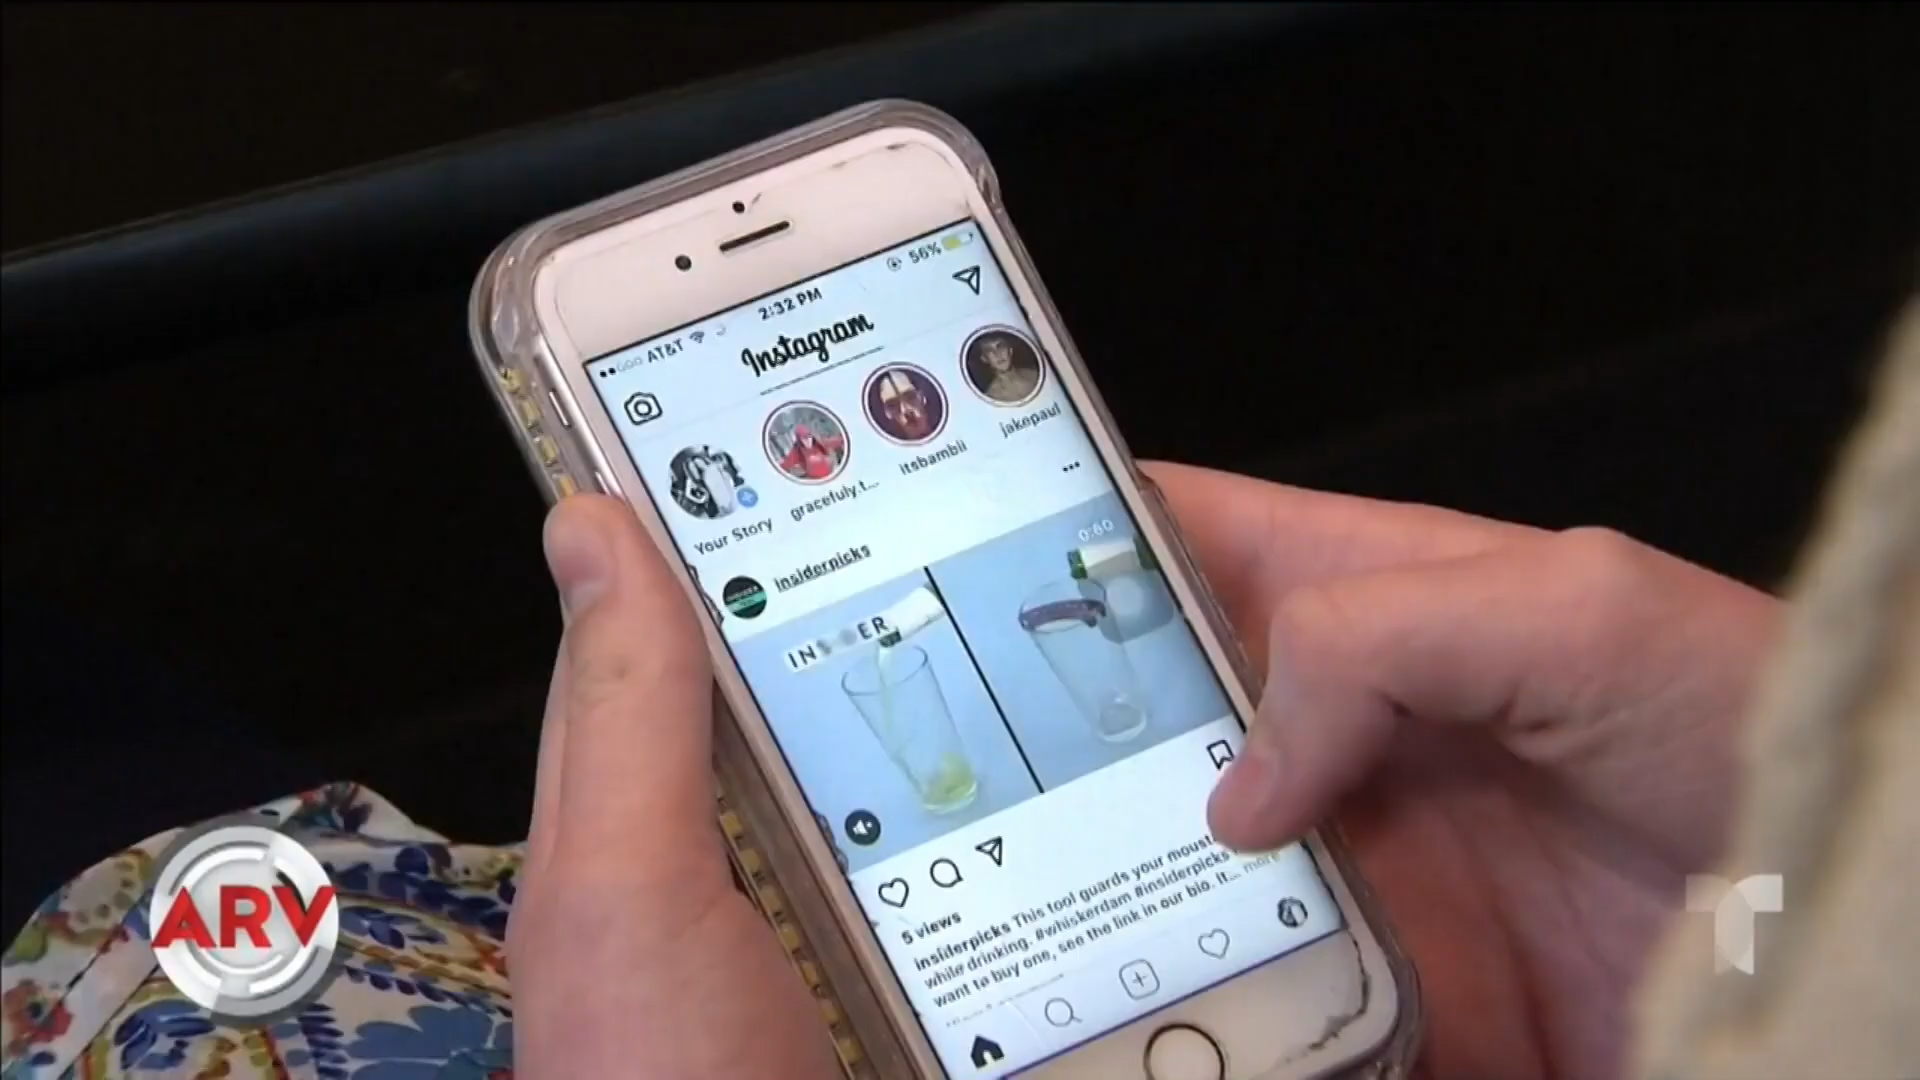 AT&T
2:32 PM
56%
Instagram
Your Story
gracefuly.t...
itsbambii
jakepaul
insiderpicks
...
0:60
INS ER
5 views
insiderpicks This tool guards your
while drinking. #whiskerdam #insiderpicks
want to buy one, see the link in our bio. It... more
ARV
T